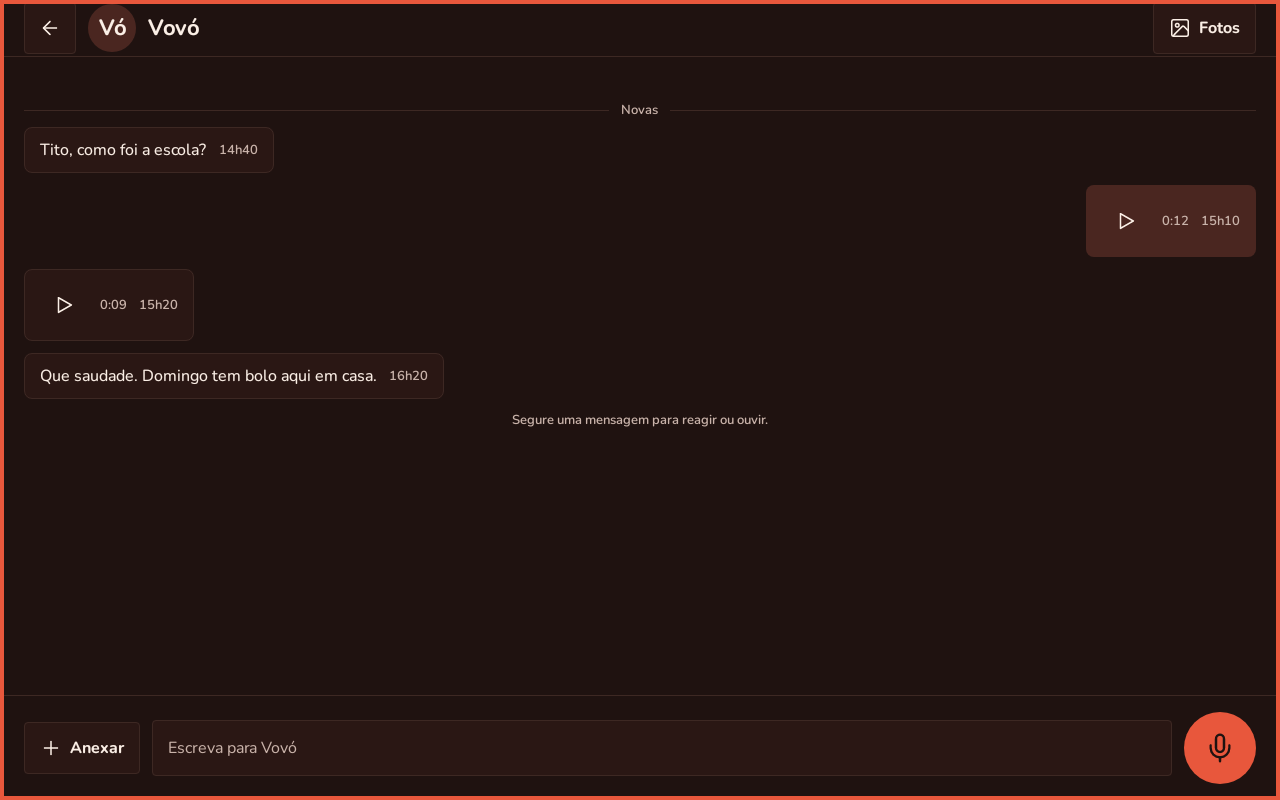 Vó Vovó Fotos
Novas
Tito, como foi a escola? 14h40
0:12 15h10
0:09 15h20
Que saudade. Domingo tem bolo aqui em casa. 16h20
Segure uma mensagem para reagir ou ouvir.
Anexar Escreva para Vovó